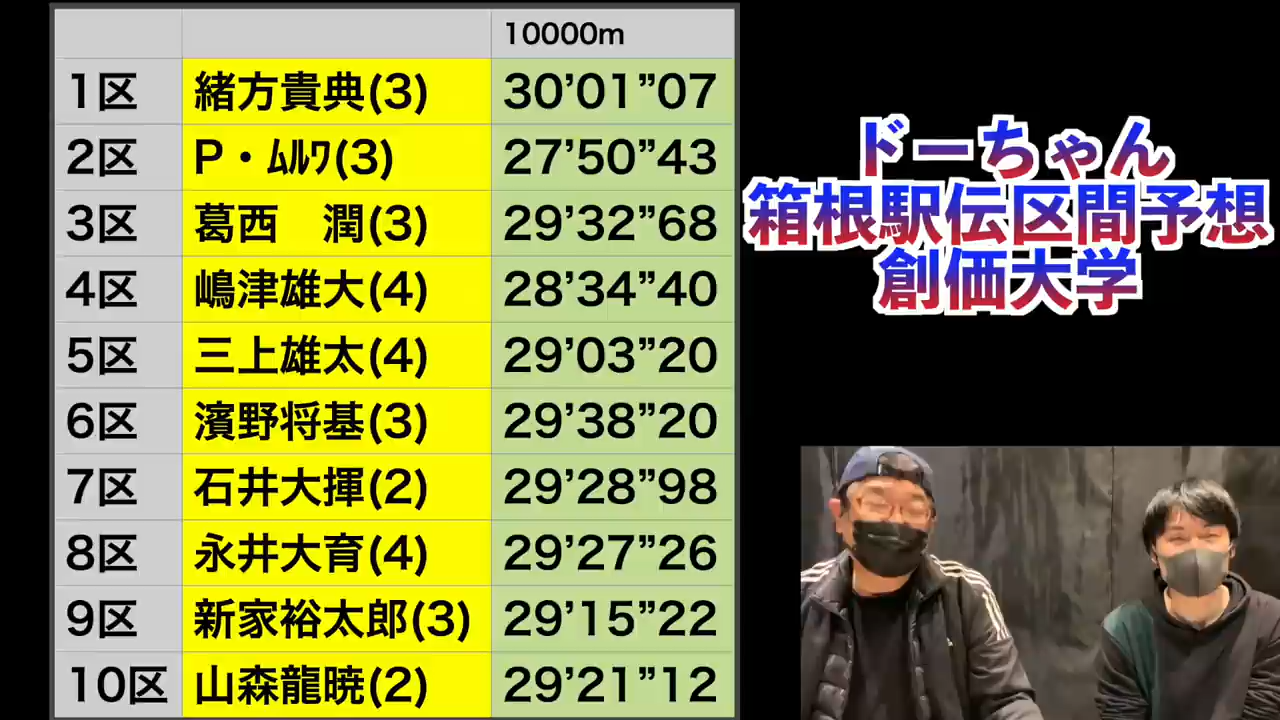 10000m
1区 緒方貴典(3) 30’01”07
2区 P・ﾑﾙﾜ(3) 27’50”43
3区 葛西　潤(3) 29’32”68
4区 嶋津雄大(4) 28’34”40
5区 三上雄太(4) 29’03”20
6区 濱野将基(3) 29’38”20
7区 石井大揮(2) 29’28”98
8区 永井大育(4) 29’27”26
9区 新家裕太郎(3) 29’15”22
10区 山森龍暁(2) 29’21”12
ドーちゃん
箱根駅伝区間予想
創価大学